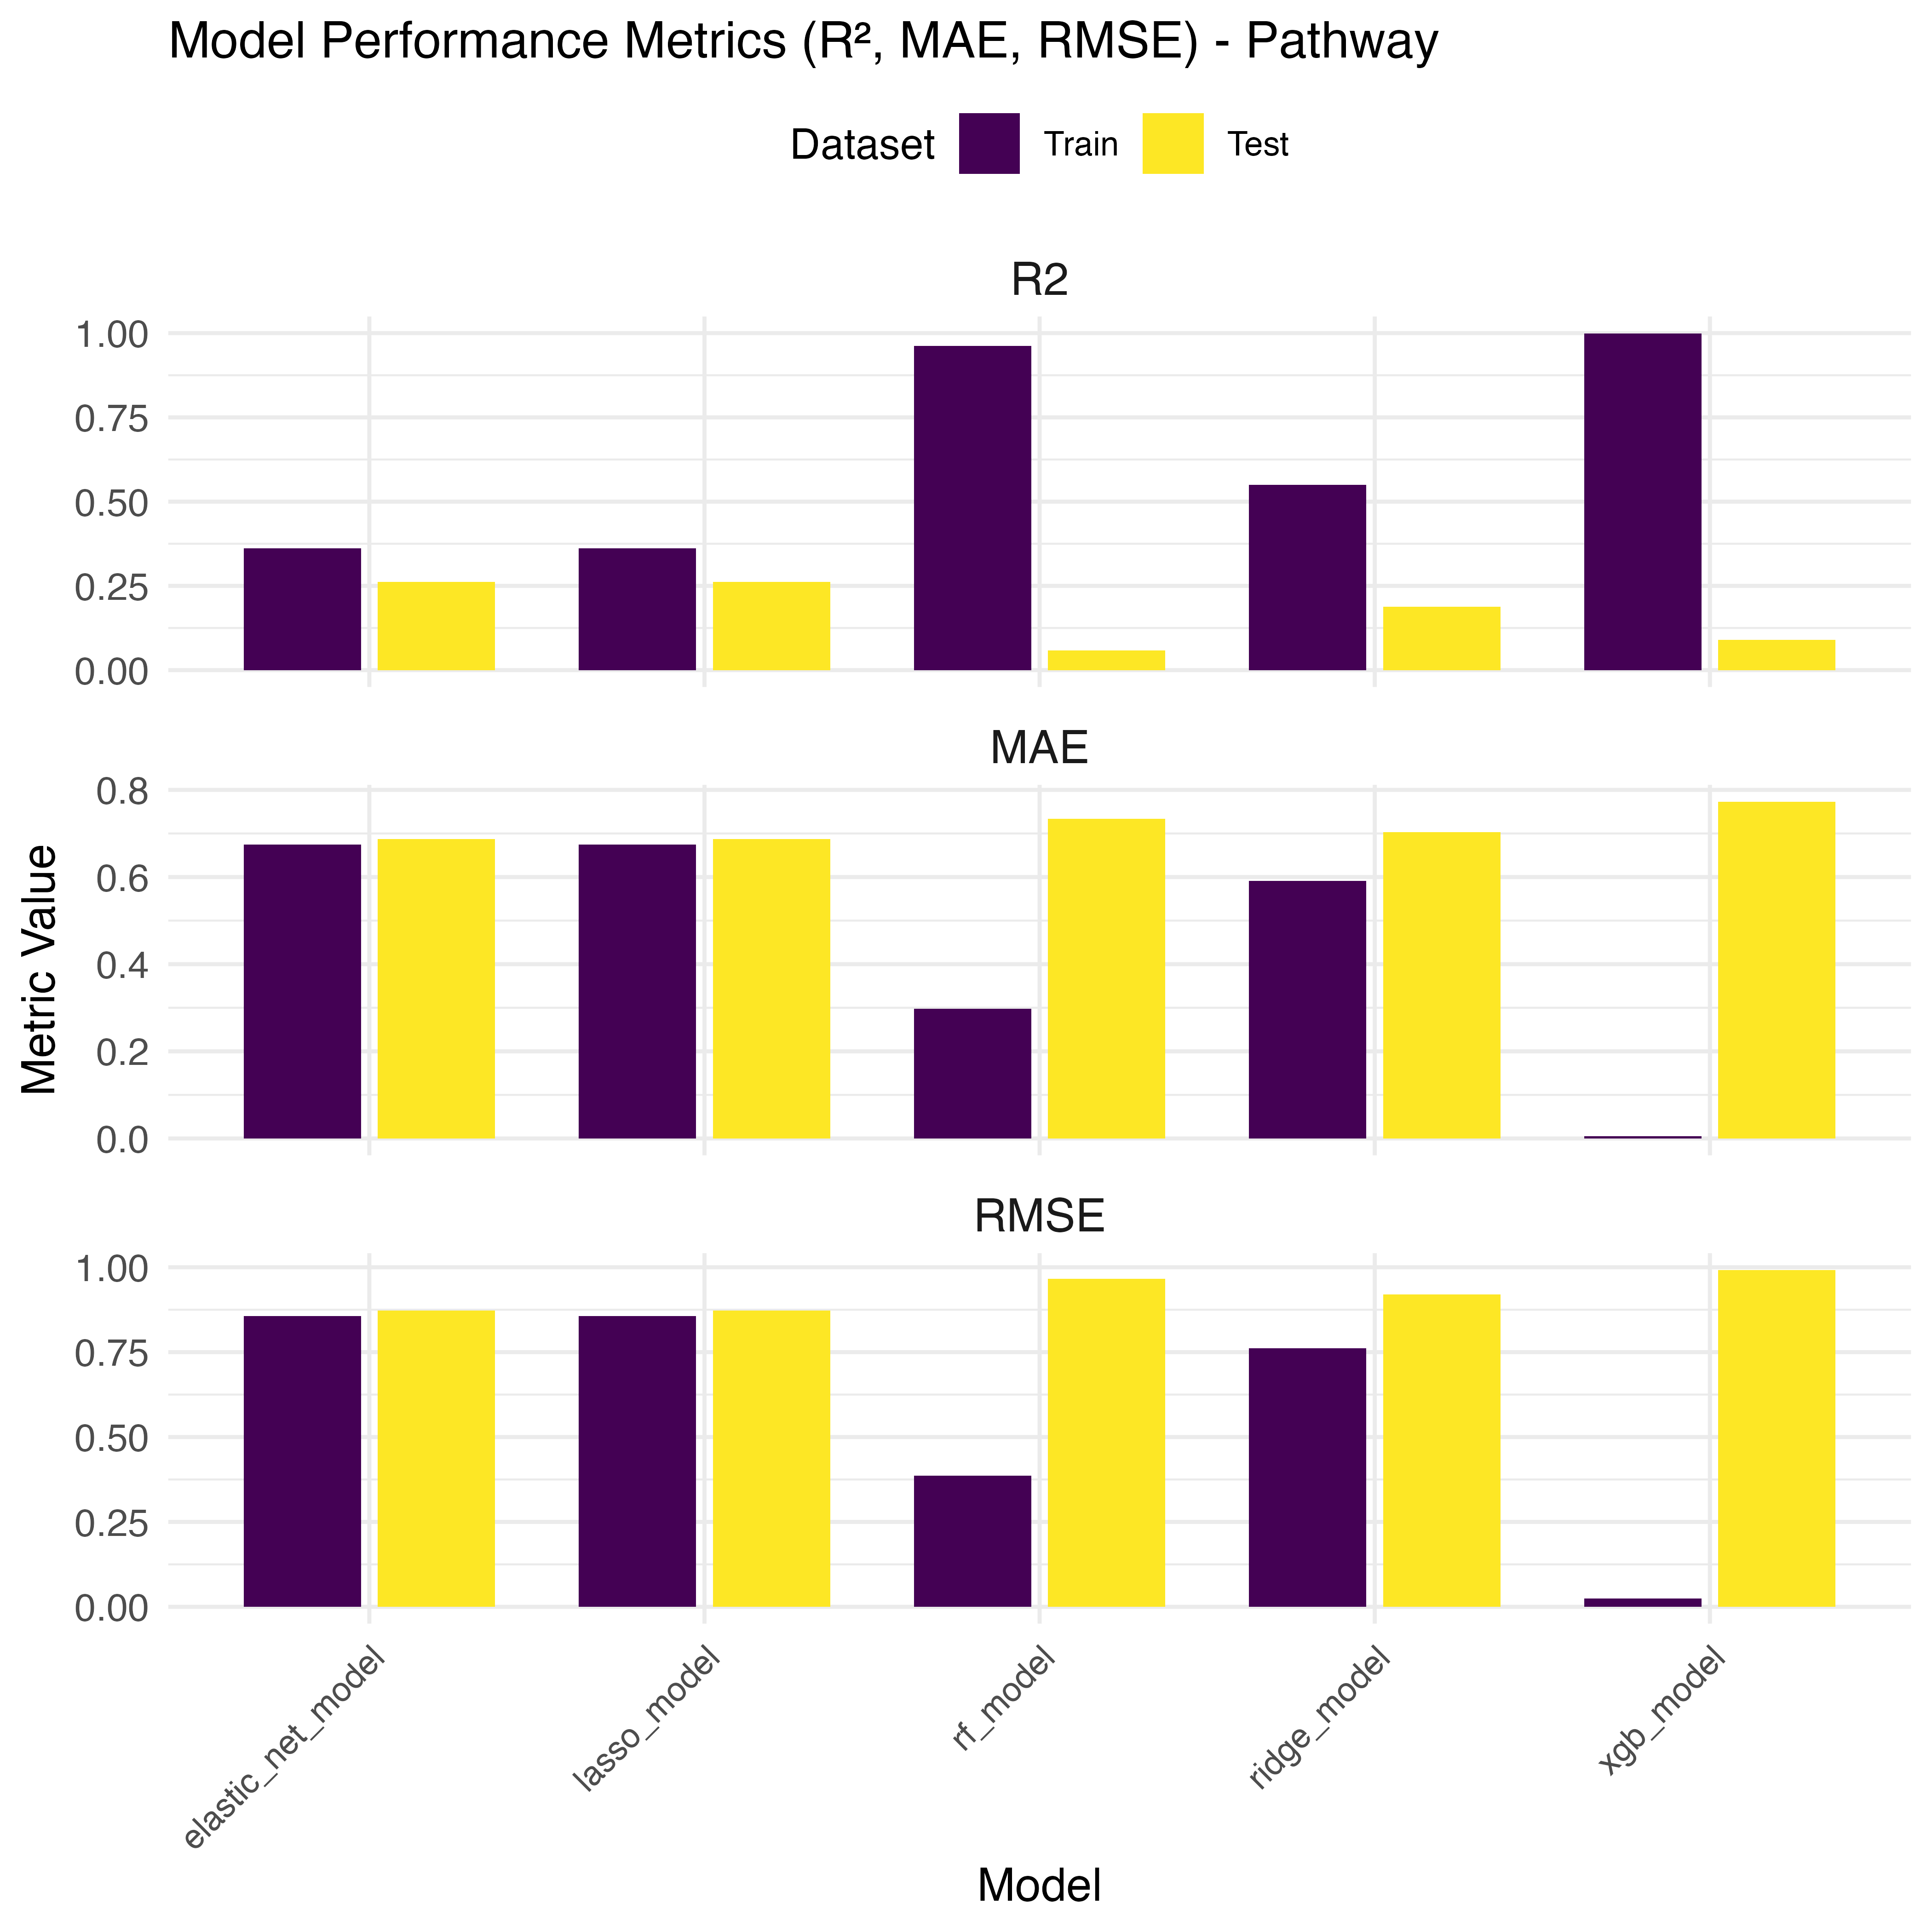 Model Performance Metrics (R², MAE, RMSE) - Pathway
Dataset Train Test
R2
1.00
0.75
0.50
0.25
0.00
MAE
0.8
0.6
0.4
0.2
0.0
Metric Value
RMSE
1.00
0.75
0.50
0.25
0.00
elastic_net_model
lasso_model
rf_model
ridge_model
xgb_model
Model